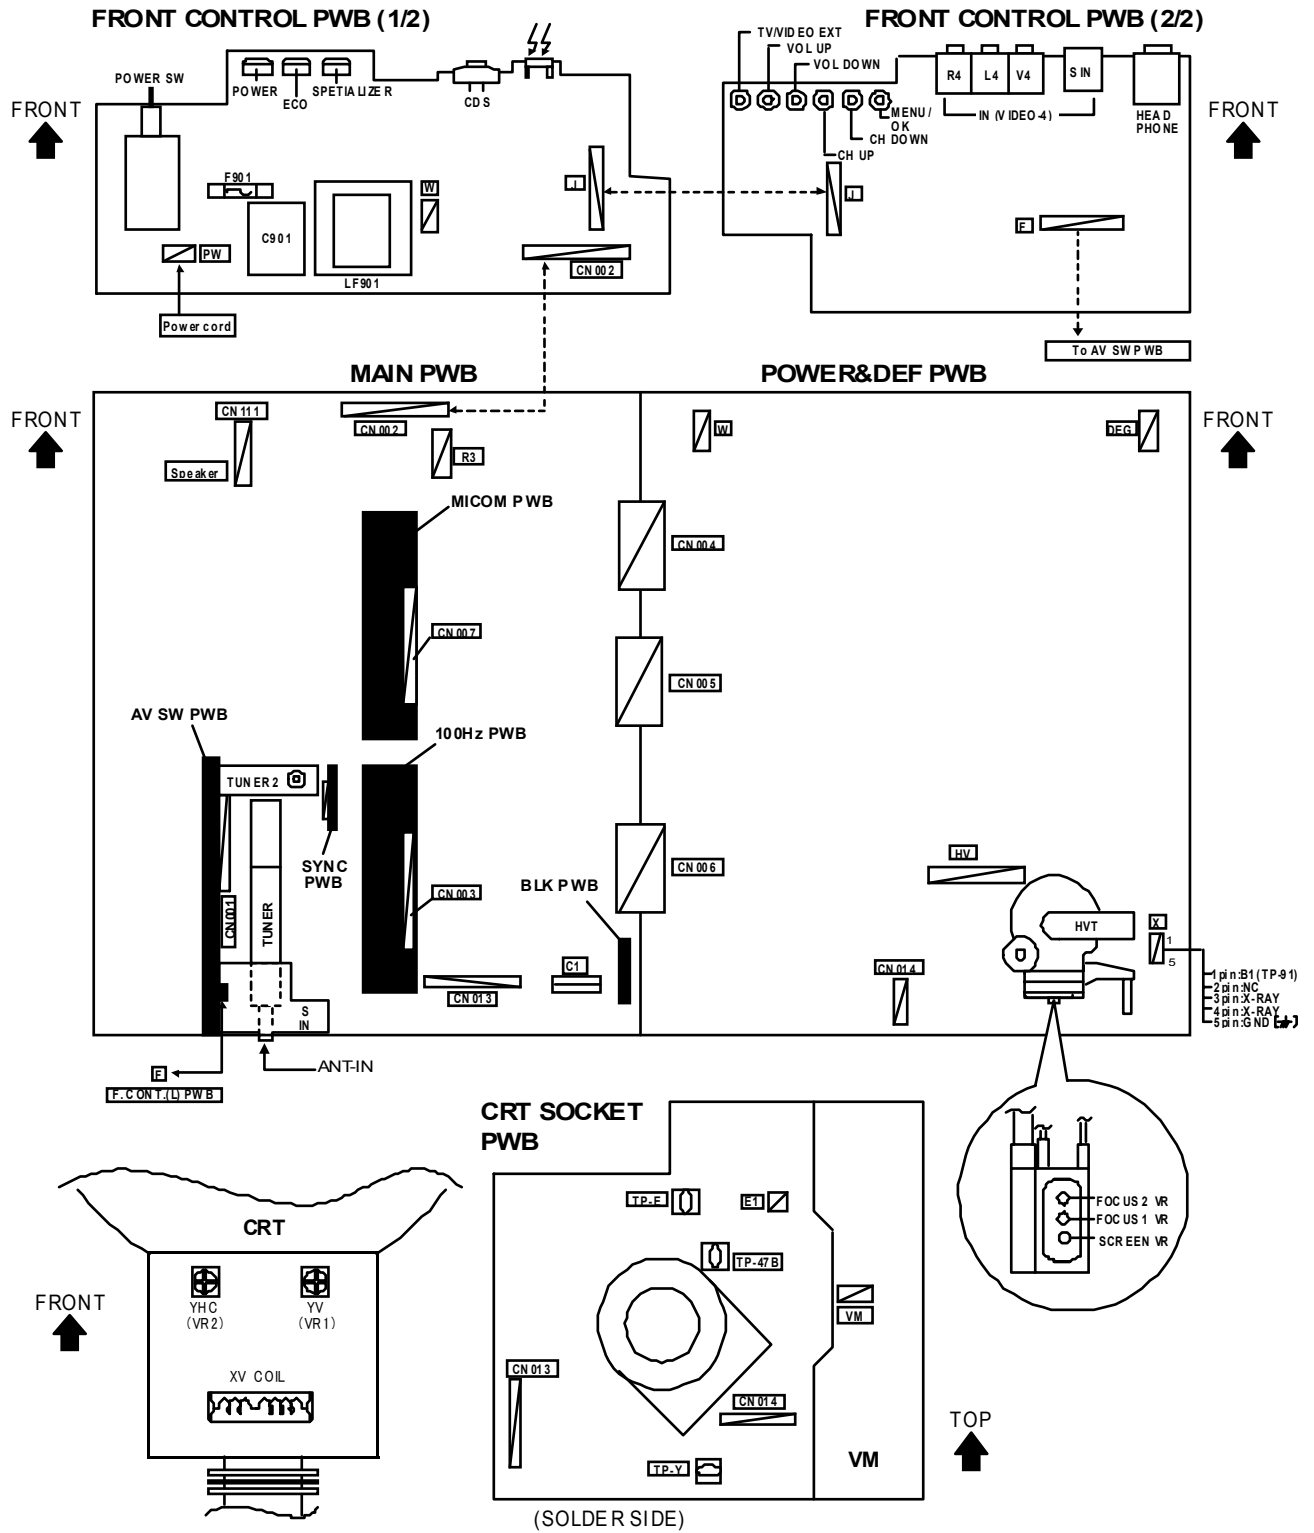 FRONT CONTROL PWB (1/2)
FRONT CONTROL PWB (2/2)
POWER SW
POWER
ECO
SPETIALIZER
CDS
FRONT
F901
W
J
PW
C901
LF901
CN002
Power cord
TV/VIDEO EXT
VOL UP
VOL DOWN
R4
L4
V4
S IN
MENU/
OK
CH DOWN
CH UP
IN (VIDEO-4)
HEAD
PHONE
FRONT
J
F
To AV SW PWB
MAIN PWB
POWER&DEF PWB
FRONT
FRONT
CN111
CN002
R3
Speaker
W
DEG
MICOM PWB
CN004
CN007
CN005
AV SW PWB
100Hz PWB
TUNER2
SYNC
PWB
CN001
TUNER
CN003
BLK PWB
CN006
HV
HVT
X
1
5
C1
CN013
CN014
S
IN
1pin:B1(TP-91)
2pin:NC
3pin:X-RAY
4pin:X-RAY
5pin:GND
ANT-IN
F
F.CONT.(L) PWB
CRT SOCKET
PWB
TP-E
E1
TP-47B
VM
CN013
CN014
TP-Y
VM
(SOLDER SIDE)
TOP
FOCUS2 VR
FOCUS1 VR
SCREEN VR
CRT
FRONT
YHC
(VR2)
YV
(VR1)
XV COIL